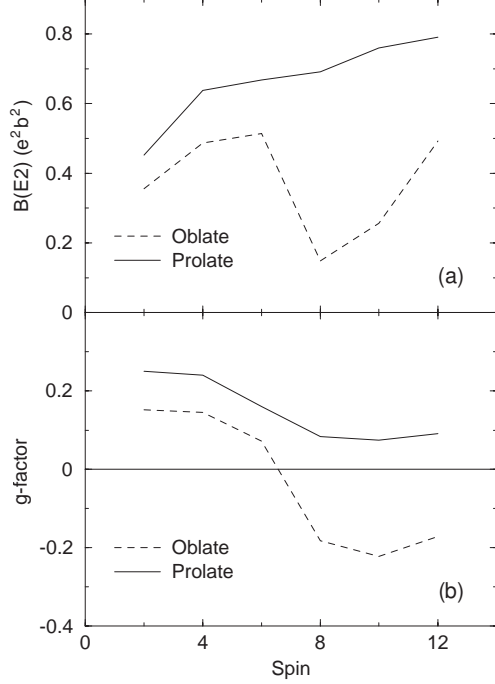 0.8
0.6
0.4
0.2
0
B(E2) (e²b²)
Oblate
Prolate
(a)
0.2
0
-0.2
-0.4
g-factor
Oblate
Prolate
(b)
0 4 8 12
Spin